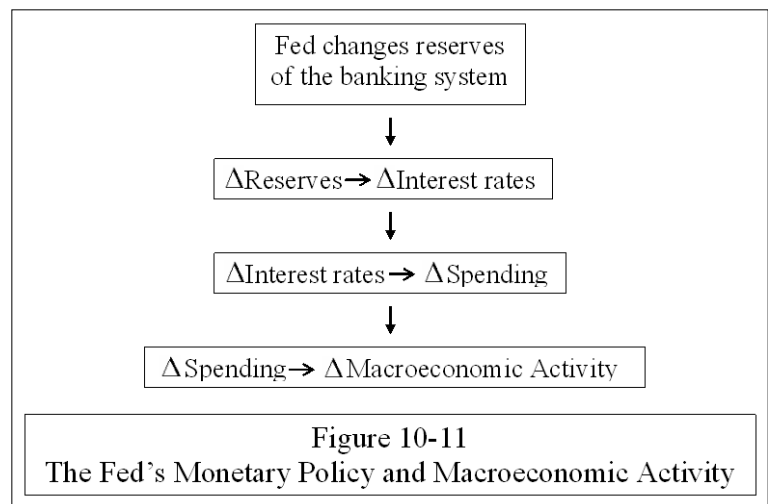 Fed changes reserves
of the banking system
ΔReserves→ ΔInterest rates
ΔInterest rates→ ΔSpending
ΔSpending→ ΔMacroeconomic Activity
Figure 10-11
The Fed's Monetary Policy and Macroeconomic Activity